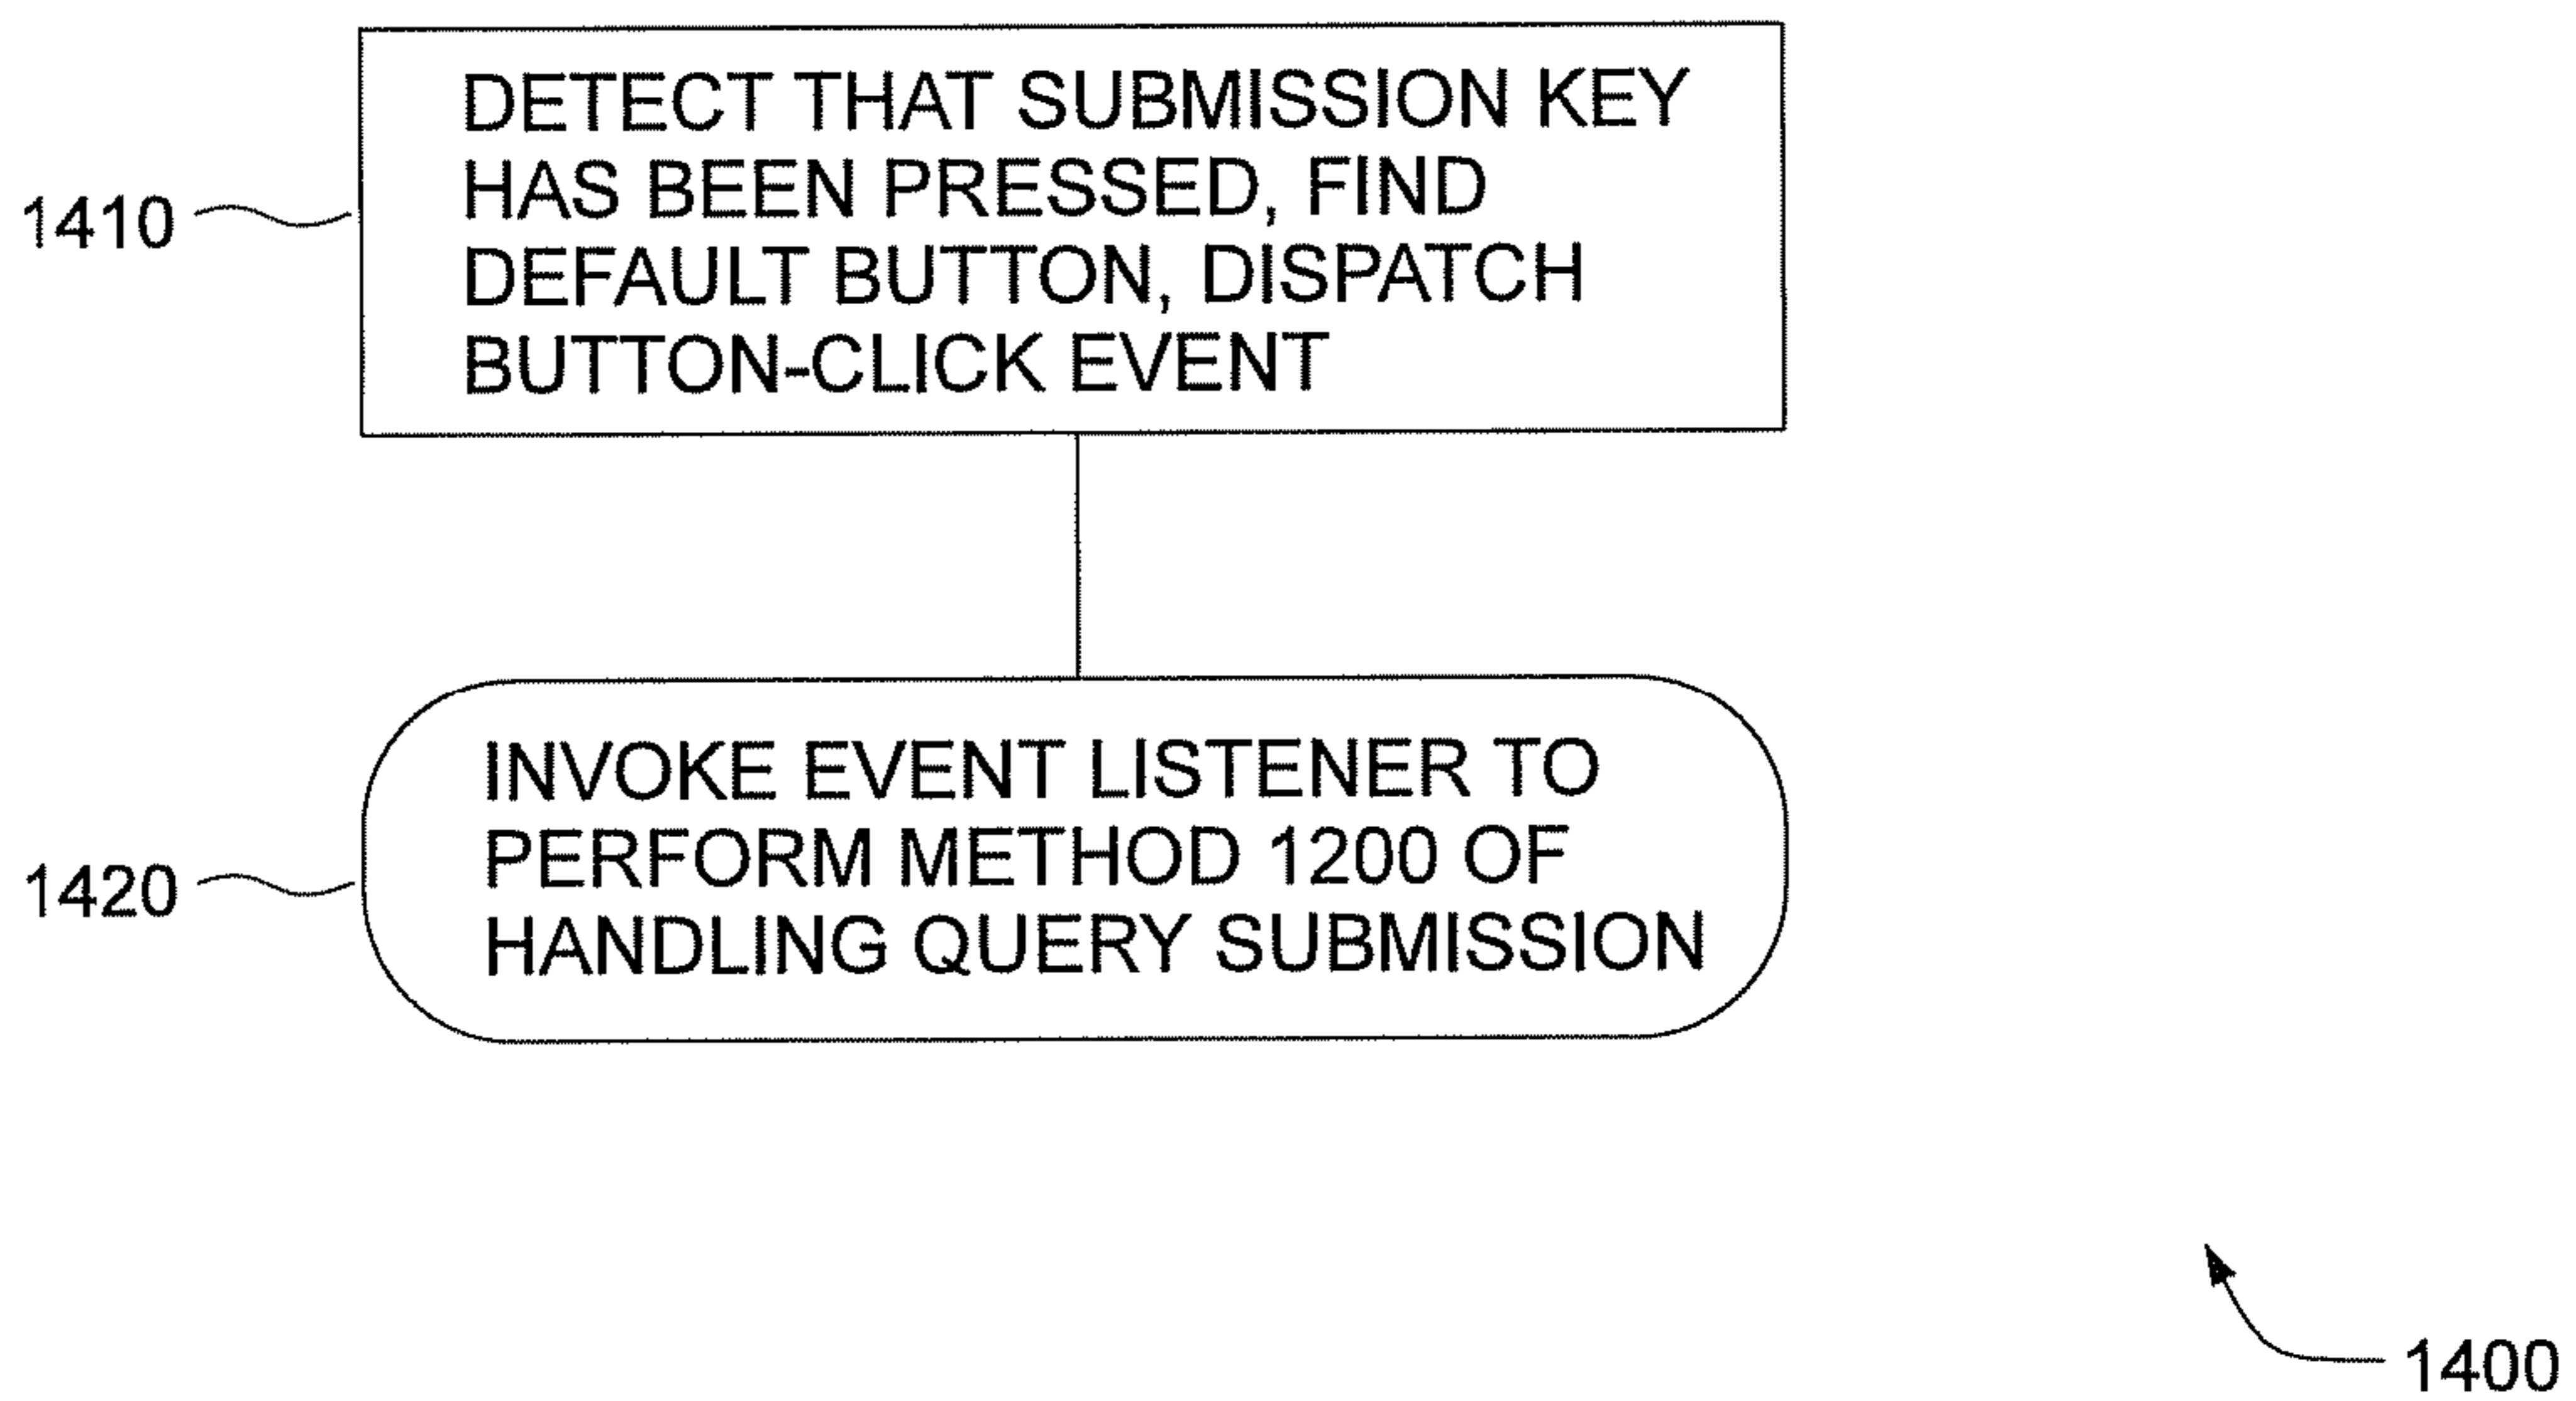 DETECT THAT SUBMISSION KEY
HAS BEEN PRESSED, FIND
DEFAULT BUTTON, DISPATCH
BUTTON-CLICK EVENT
1410
INVOKE EVENT LISTENER TO
PERFORM METHOD 1200 OF
HANDLING QUERY SUBMISSION
1420
1400